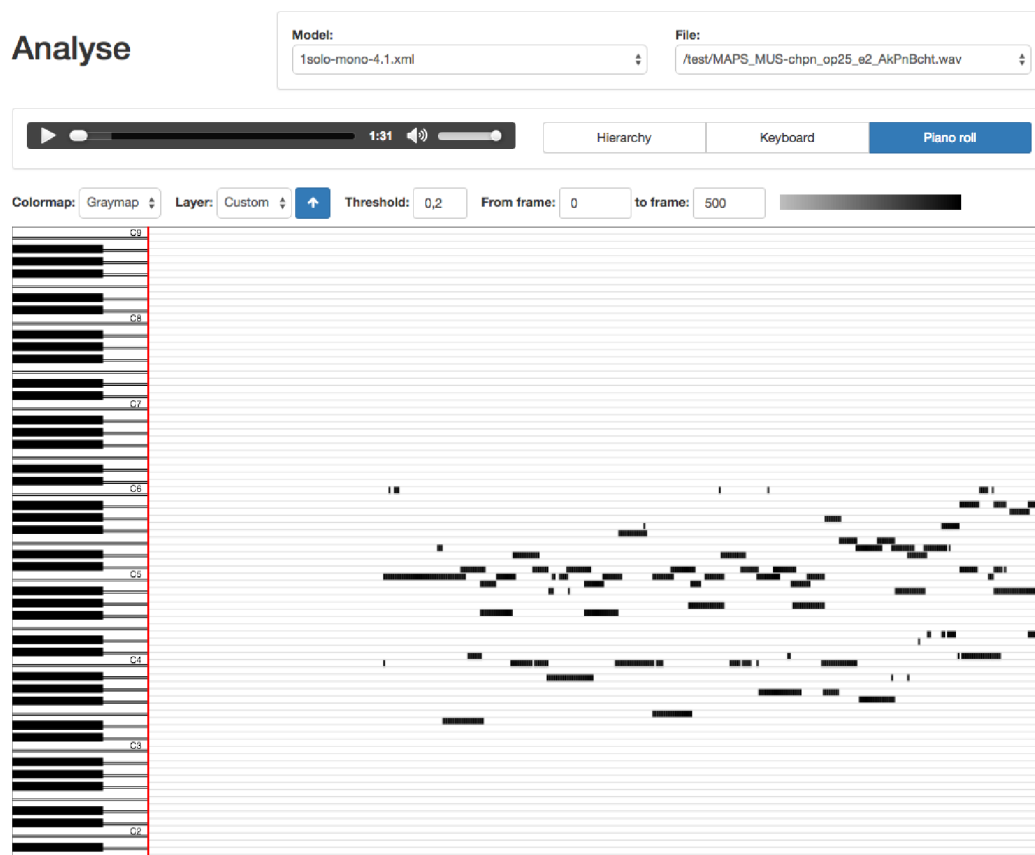 Analyse
Model:
1solo-mono-4.1.xml
File:
/test/MAPS_MUS-chpn_op25_e2_AkPnBcht.wav
1:31
Hierarchy
Keyboard
Piano roll
Colormap: Graymap Layer: Custom Threshold: 0,2 From frame: 0 to frame: 500
C9
C8
C7
C6
C5
C4
C3
C2